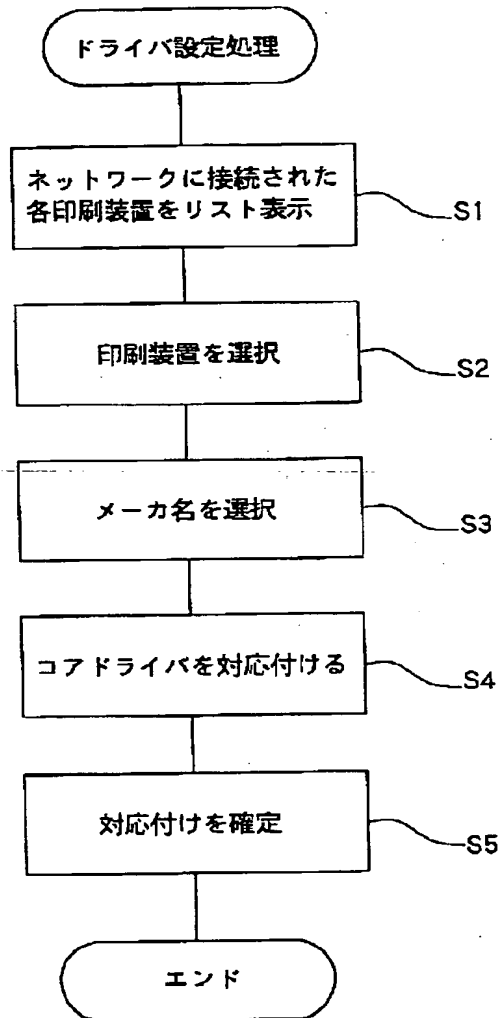 ドライバ設定処理
ネットワークに接続された
各印刷装置をリスト表示
S1
印刷装置を選択
S2
メーカ名を選択
S3
コアドライバを対応付ける
S4
対応付けを確定
S5
エンド